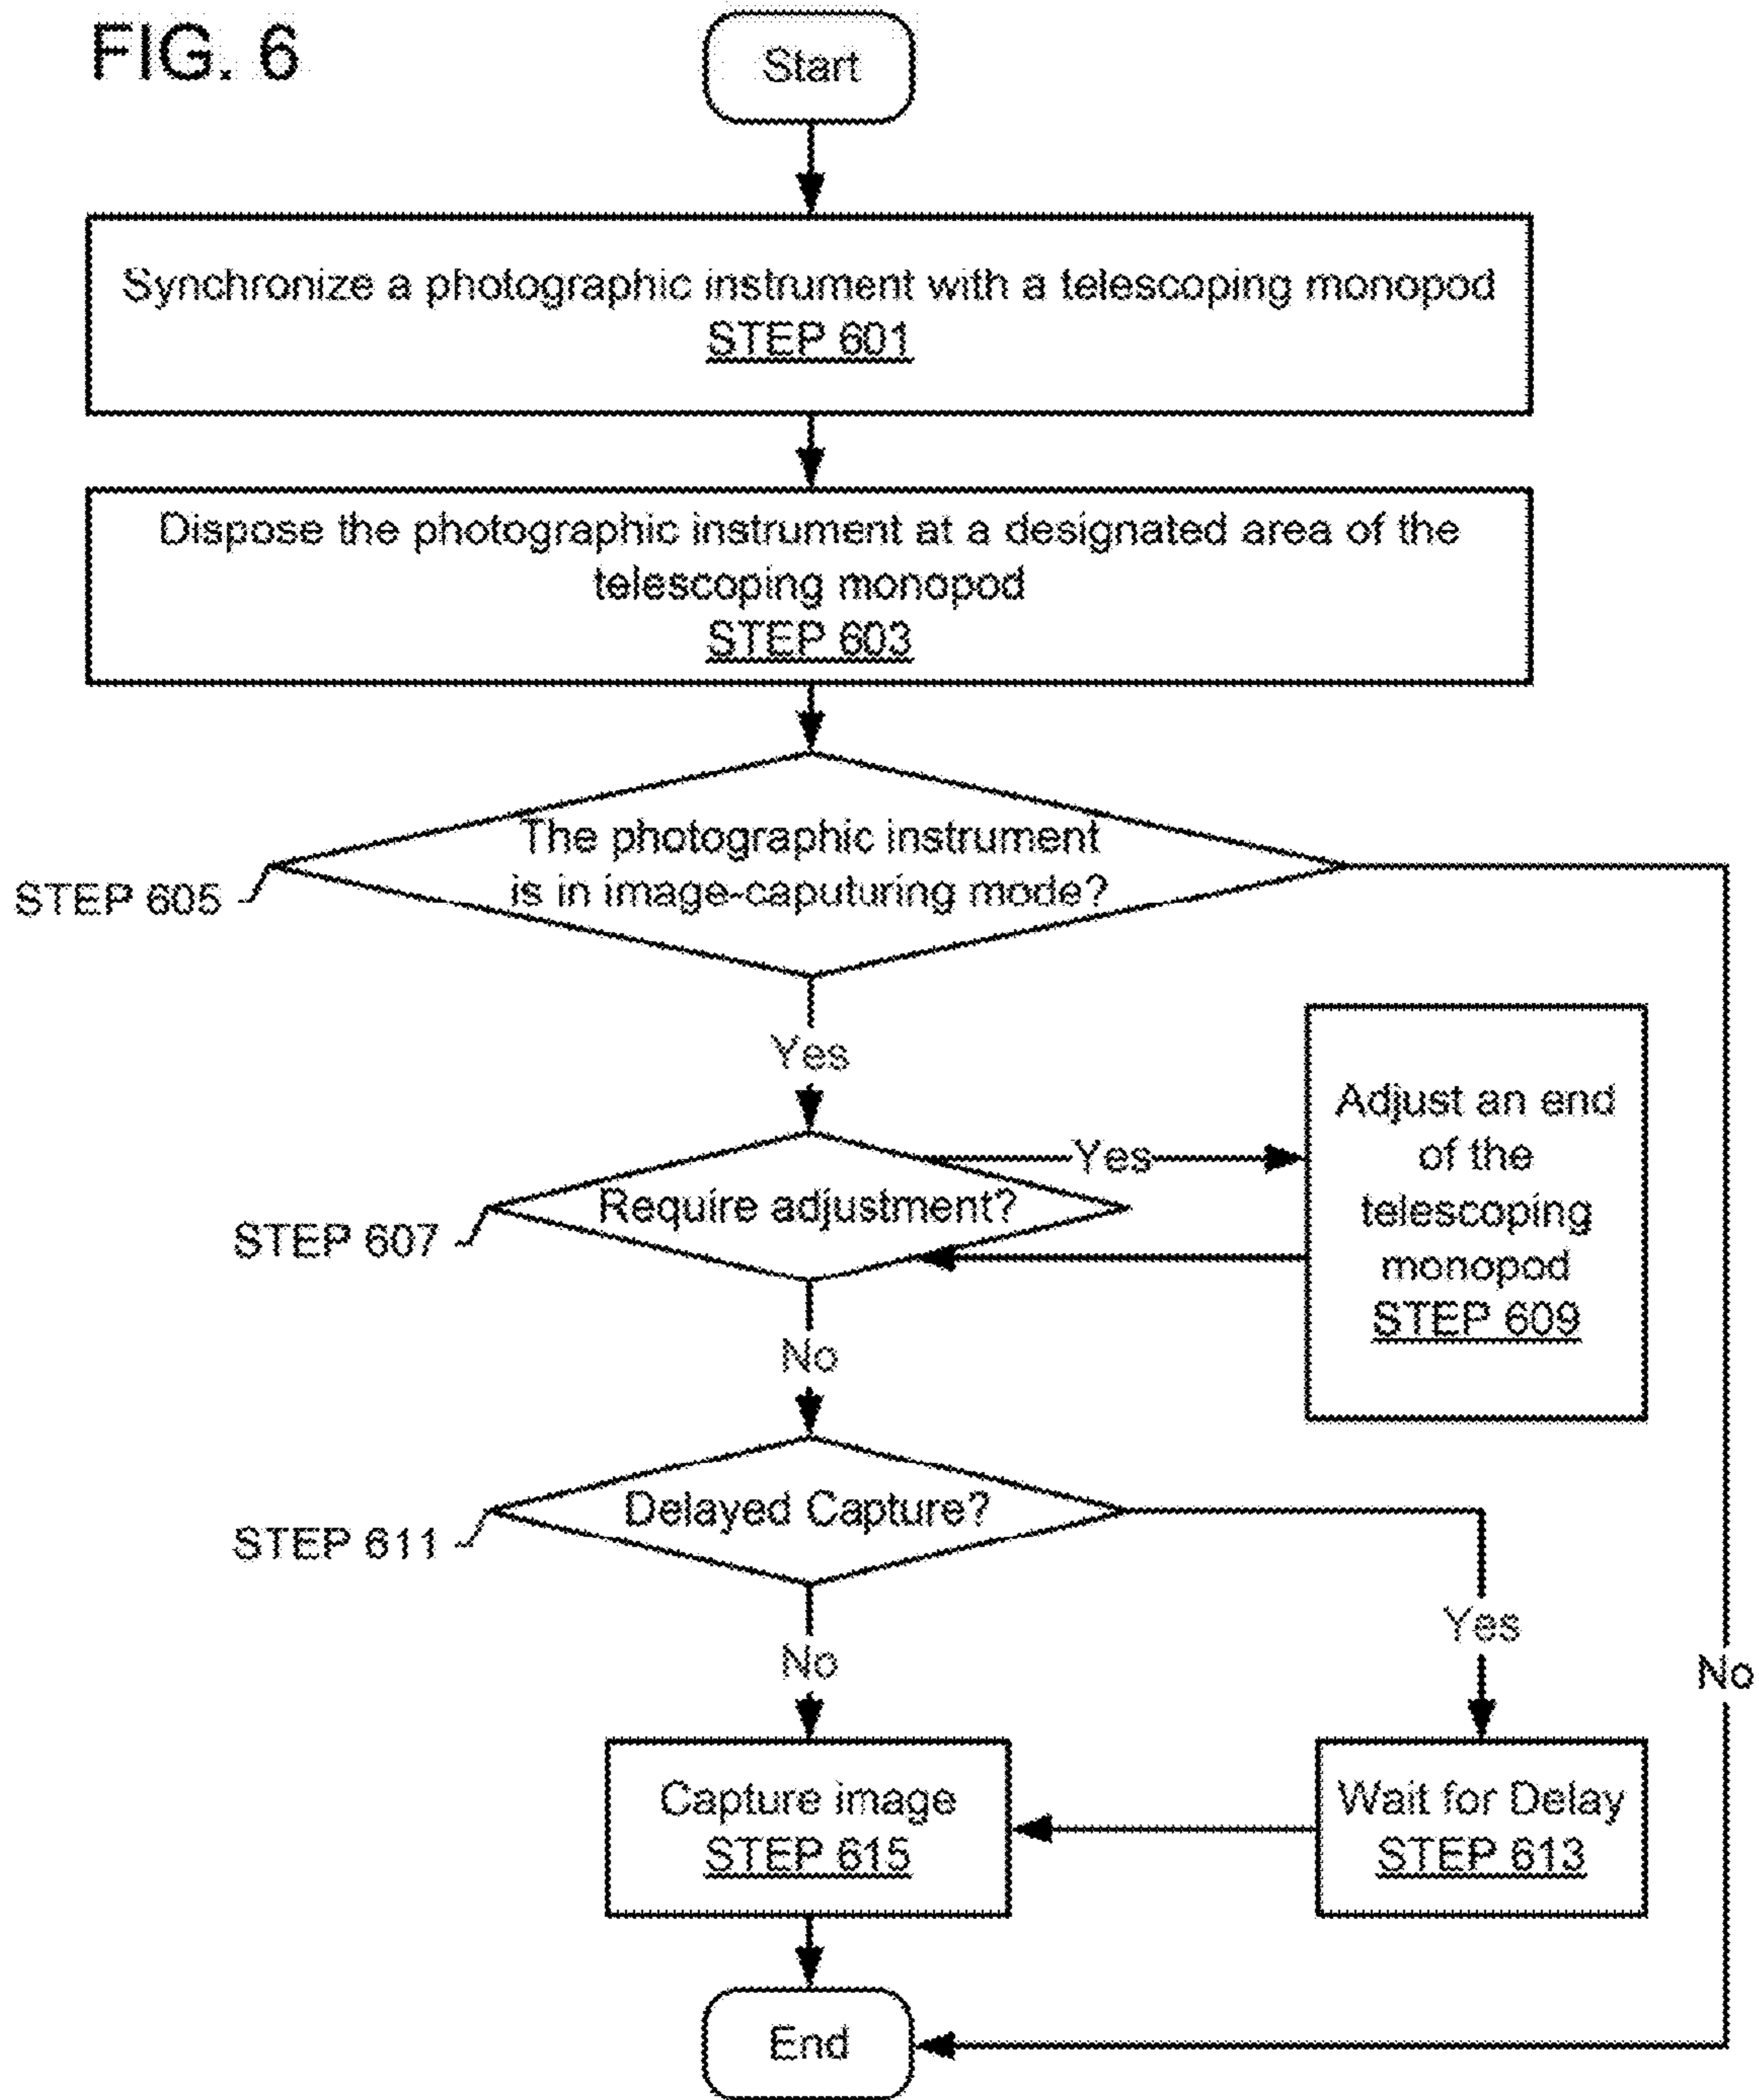 FIG. 6
Start
Synchronize a photographic instrument with a telescoping monopod
STEP 601
Dispose the photographic instrument at a designated area of the
telescoping monopod
STEP 603
The photographic instrument
is in image-caputuring mode?
STEP 605
Yes
Adjust an end
of the
telescoping
monopod
STEP 609
Yes
Require adjustment?
STEP 607
No
Delayed Capture?
STEP 611
Yes
No
No
Capture image
STEP 615
Wait for Delay
STEP 613
End